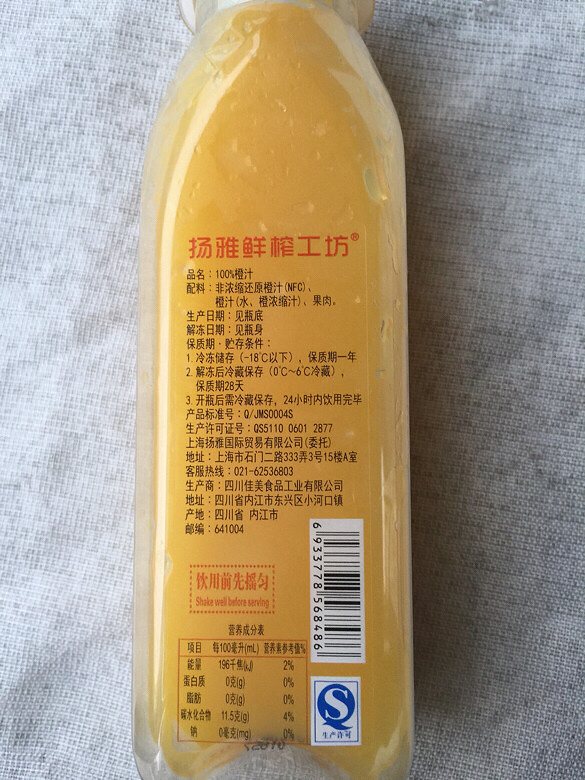 扬雅鲜榨工坊®
品名：100%橙汁
配料：非浓缩还原橙汁(NFC)、
橙汁(水、橙浓缩汁)、果肉。
生产日期：见瓶底
解冻日期：见瓶身
保质期·贮存条件：
1. 冷冻储存（-18℃以下），保质期一年
2. 解冻后冷藏保存（0℃~6℃冷藏），
保质期28天
3. 开瓶后需冷藏保存，24小时内饮用完毕
产品标准号：Q/JMS0004S
生产许可证号：QS5110 0601 2877
上海扬雅国际贸易有限公司(委托)
地址：上海市石门二路333弄3号15楼A室
客服热线：021-62536803
生产商：四川佳美食品工业有限公司
地址：四川省内江市东兴区小河口镇
产地：四川省 内江市
邮编：641004
6 933778 568486
饮用前先摇匀
Shake well before serving
营养成分表
项目 每100毫升(mL) 营养素参考值%
能量 196千焦(kJ) 2%
蛋白质 0克(g) 0%
脂肪 0克(g) 0%
碳水化合物 11.5克(g) 4%
钠 0毫克(mg) 0%
生产许可